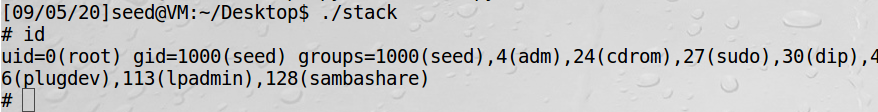 [09/05/20]seed@VM:~/Desktop$ ./stack
# id
uid=0(root) gid=1000(seed) groups=1000(seed),4(adm),24(cdrom),27(sudo),30(dip),4
6(plugdev),113(lpadmin),128(sambashare)
#